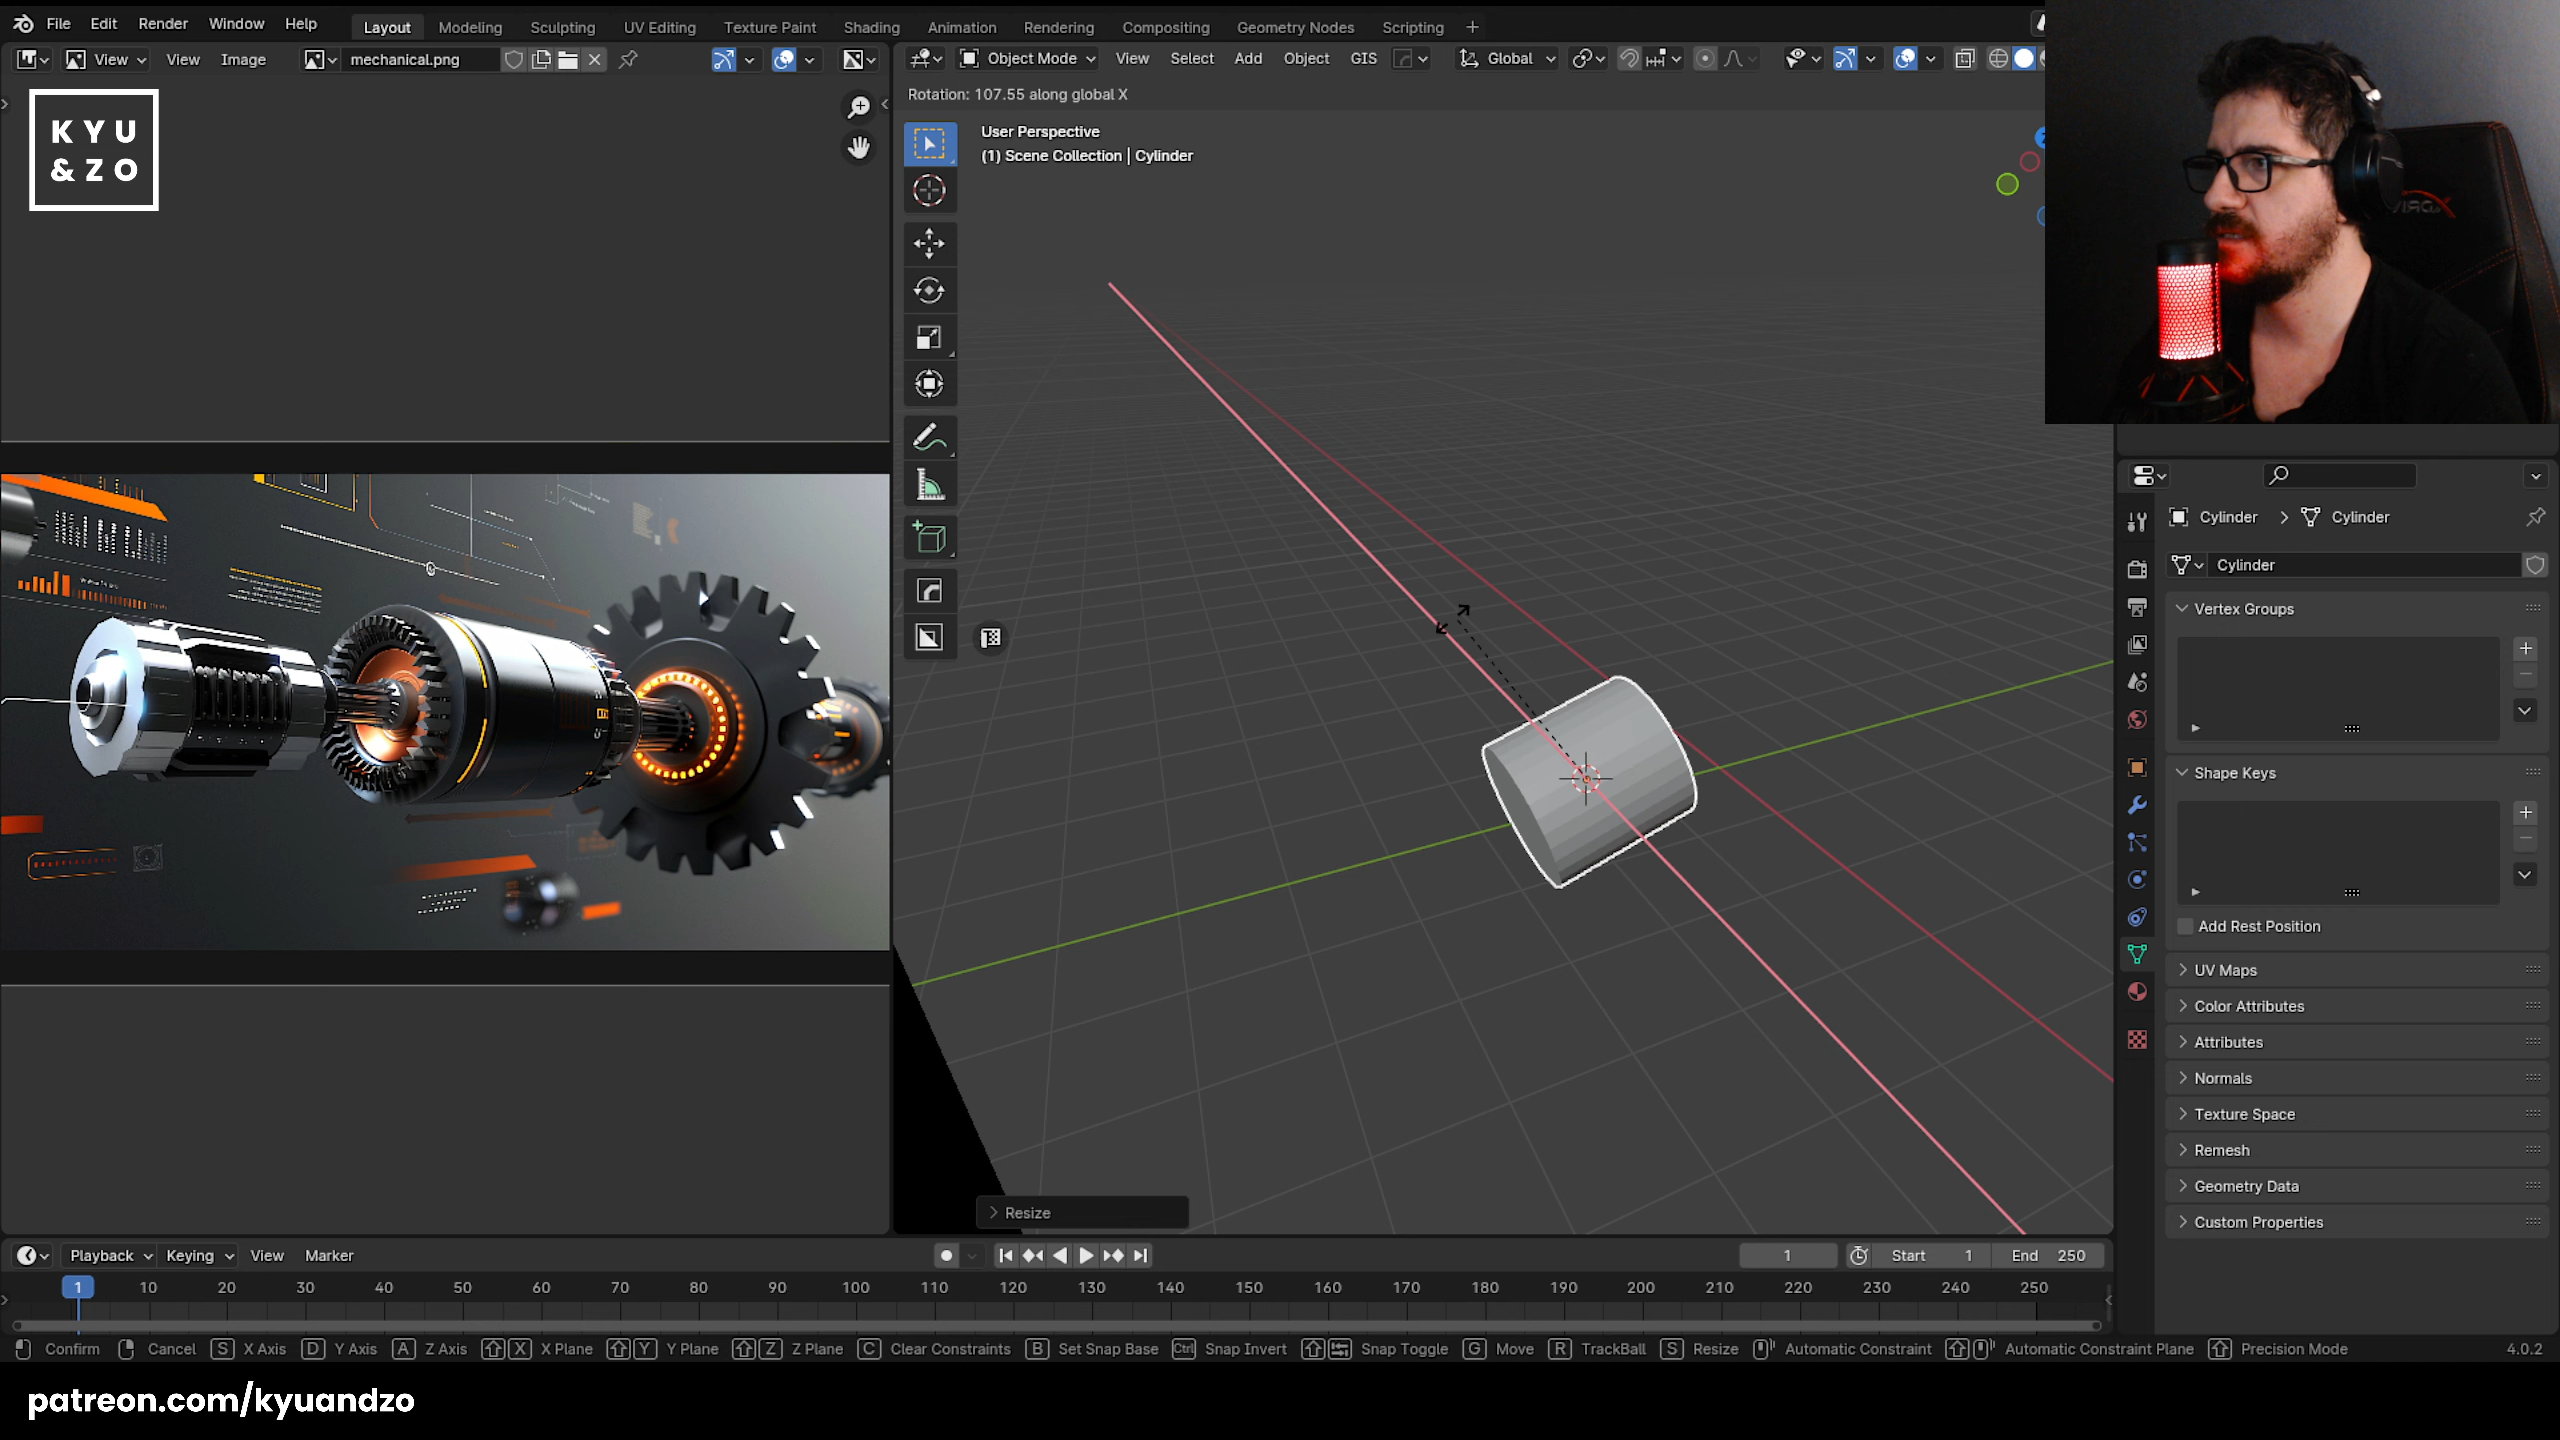 File Edit Render Window Help
Layout Modeling Sculpting UV Editing Texture Paint Shading Animation Rendering Compositing Geometry Nodes Scripting +
View View Image mechanical.png
Object Mode View Select Add Object GIS Global
Rotation: 107.55 along global X
KYU
&ZO
User Perspective
(1) Scene Collection | Cylinder
Cylinder > Cylinder
Cylinder
Vertex Groups
Shape Keys
Add Rest Position
UV Maps
Color Attributes
Attributes
Normals
Texture Space
Remesh
Geometry Data
Custom Properties
> Resize
Playback Keying View Marker
1 Start 1 End 250
1 10 20 30 40 50 60 70 80 90 100 110 120 130 140 150 160 170 180 190 200 210 220 230 240 250
Confirm Cancel S X Axis D Y Axis A Z Axis X X Plane Y Y Plane Z Z Plane C Clear Constraints B Set Snap Base Ctrl Snap Invert Snap Toggle G Move R TrackBall S Resize Automatic Constraint Automatic Constraint Plane Precision Mode 4.0.2
patreon.com/kyuandzo